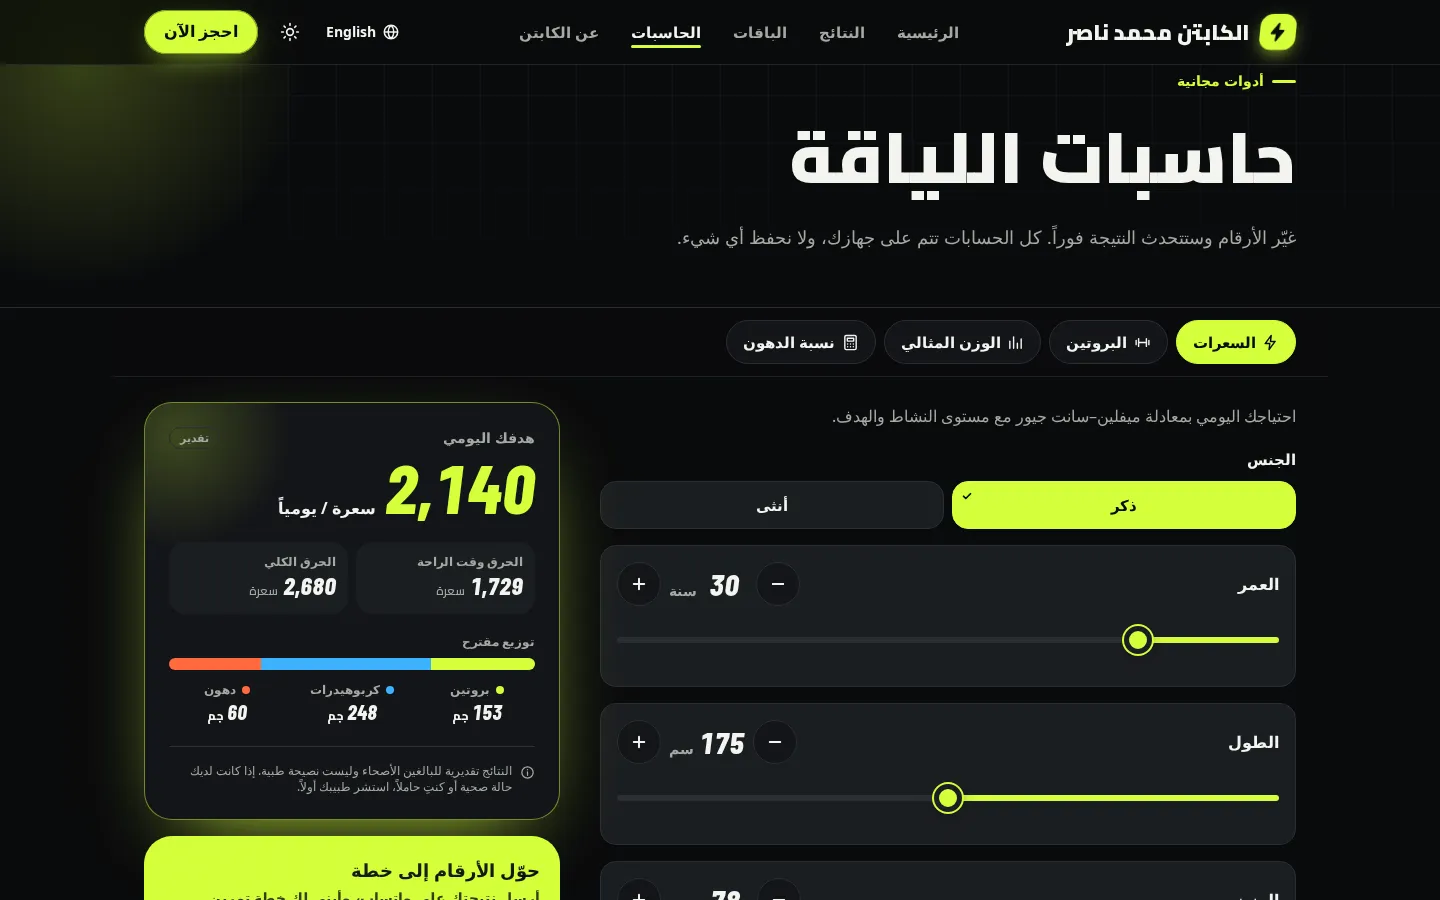 الكابتن محمد ناصر
الرئيسية
النتائج
الباقات
الحاسبات
عن الكابتن
English
احجز الآن
أدوات مجانية
حاسبات اللياقة
غيّر الأرقام وستتحدث النتيجة فوراً. كل الحسابات تتم على جهازك، ولا نحفظ أي شيء.
السعرات
البروتين
الوزن المثالي
نسبة الدهون
احتياجك اليومي بمعادلة ميفلين–سانت جيور مع مستوى النشاط والهدف.
الجنس
ذكر
أنثى
العمر
− 30 سنة +
الطول
− 175 سم +
هدفك اليومي
تقدير
2,140 سعرة / يومياً
الحرق وقت الراحة
1,729 سعرة
الحرق الكلي
2,680 سعرة
توزيع مقترح
بروتين
153 جم
كربوهيدرات
248 جم
دهون
60 جم
النتائج تقديرية للبالغين الأصحاء وليست نصيحة طبية. إذا كانت لديك
حالة صحية أو كنتِ حاملاً، استشر طبيبك أولاً.
حوّل الأرقام إلى خطة